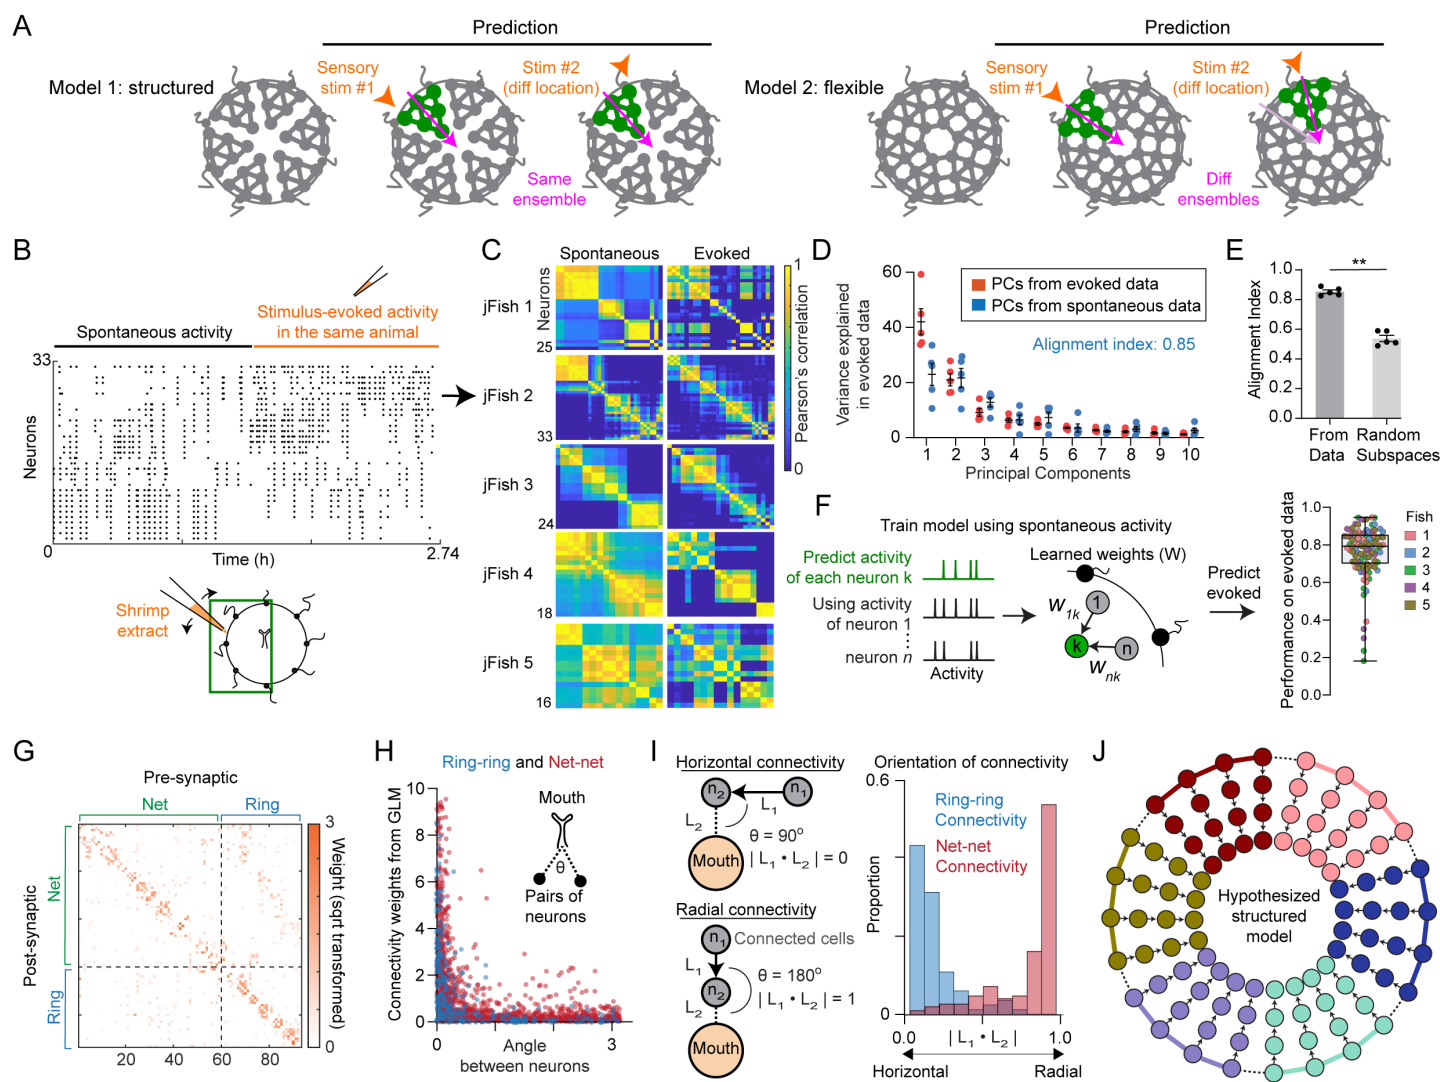 A
Prediction
Model 1: structured
Sensory
stim #1
Stim #2
(diff location)
Same
ensemble
Prediction
Model 2: flexible
Sensory
stim #1
Stim #2
(diff location)
Diff
ensembles
B
Spontaneous activity
Stimulus-evoked activity
in the same animal
33
Neurons
0
Time (h)
2.74
Shrimp
extract
C
Spontaneous
Evoked
Neurons
jFish 1
25
jFish 2
33
jFish 3
24
jFish 4
18
jFish 5
16
1
Pearson's correlation
0
D
Variance explained
in evoked data
60
40
20
0
PCs from evoked data
PCs from spontaneous data
Alignment index: 0.85
1 2 3 4 5 6 7 8 9 10
Principal Components
E
Alignment Index
1.0
0.8
0.6
0.4
0.2
0.0
**
From
Data
Random
Subspaces
F
Train model using spontaneous activity
Predict activity
of each neuron k
Using activity
of neuron 1
neuron n
Activity
Learned weights (W)
W1k
1
k
n
Wnk
Predict
evoked
Performance on evoked data
1.0
0.8
0.6
0.4
0.2
0.0
Fish
1
2
3
4
5
G
Pre-synaptic
Net
Ring
Post-synaptic
Net
Ring
20 40 60 80
3
Weight (sqrt transformed)
0
H
Ring-ring and Net-net
Connectivity weights from GLM
10
8
6
4
2
0
Mouth
θ
Pairs of
neurons
0
3
Angle
between neurons
I
Horizontal connectivity
n2
n1
L1
L2
θ = 90o
| L1 • L2 | = 0
Mouth
Radial connectivity
n1
Connected cells
L1
n2
L2
θ = 180o
| L1 • L2 | = 1
Mouth
Orientation of connectivity
0.6
Proportion
0
Ring-ring
Connectivity
Net-net
Connectivity
0.0
| L1 • L2 |
1.0
Horizontal
Radial
J
Hypothesized
structured
model